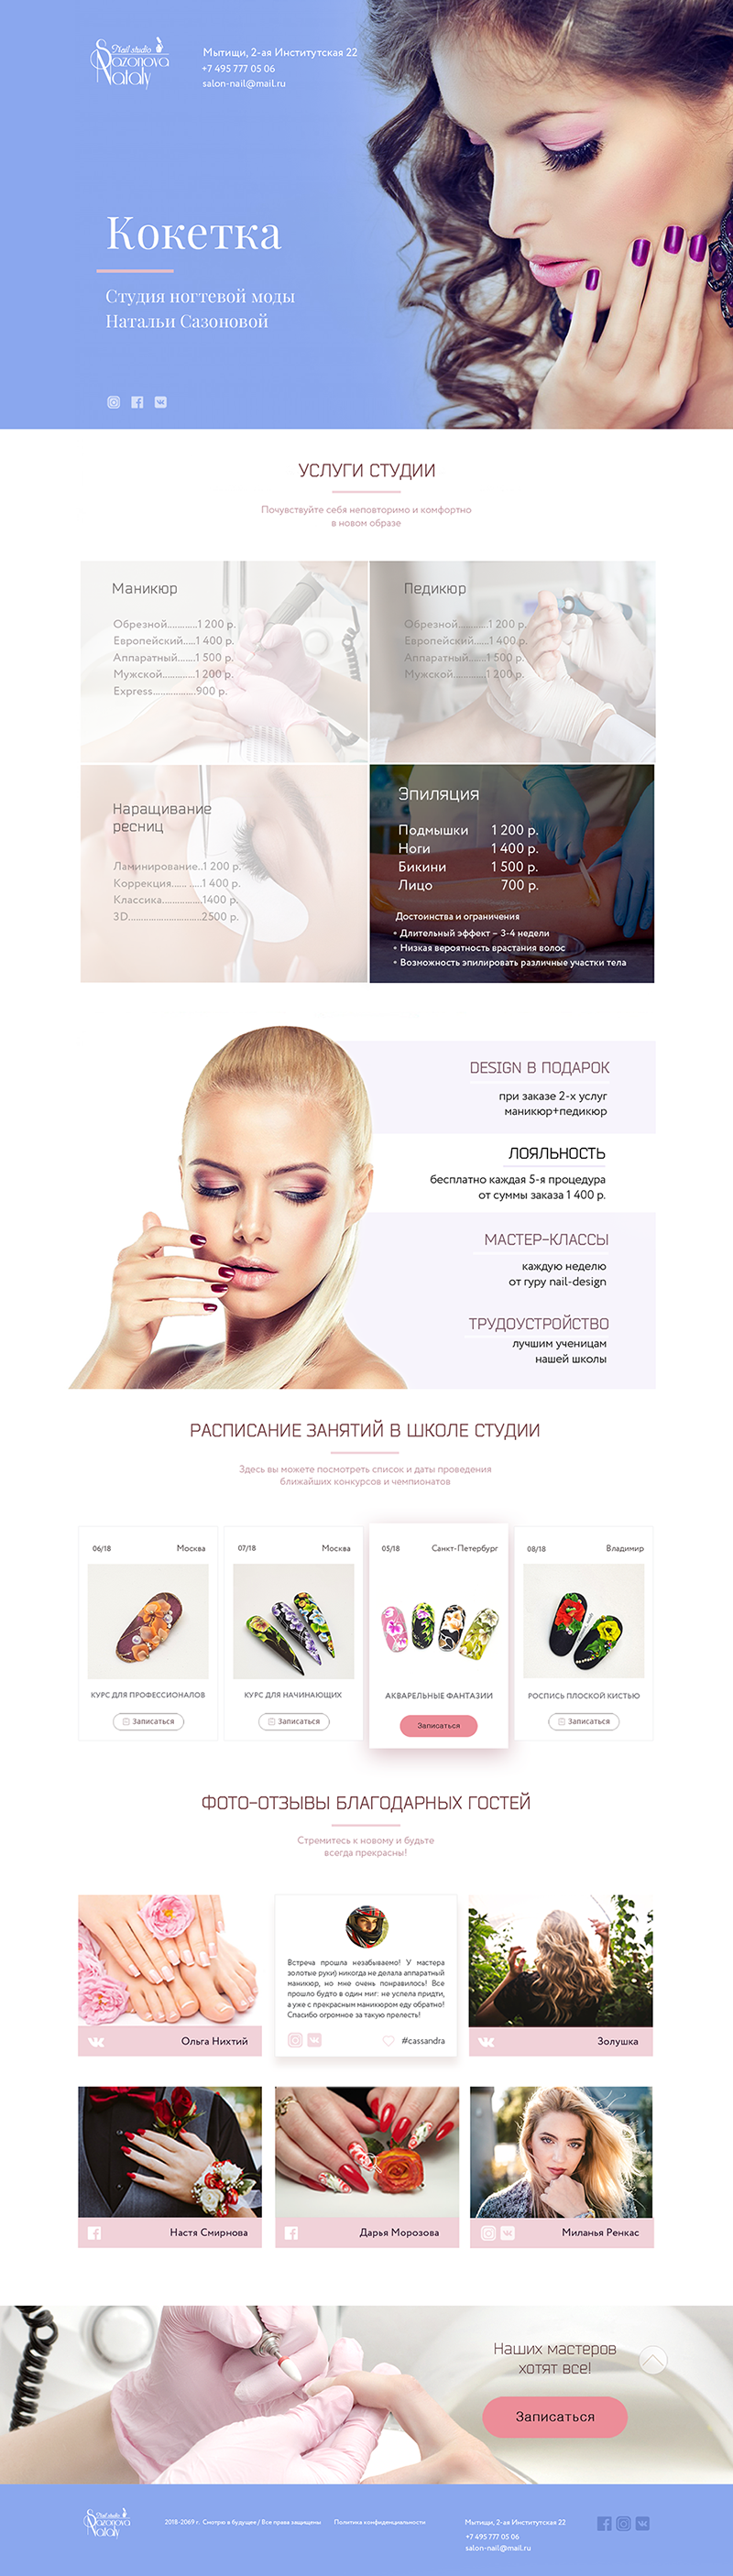 Nail studio
Sazonova
Nataly
Мытищи, 2-ая Институтская 22
+7 495 777 05 06
salon-nail@mail.ru
Кокетка
Студия ногтевой моды
Натальи Сазоновой
УСЛУГИ СТУДИИ
Почувствуйте себя неповторимо и комфортно
в новом образе
Маникюр
Обрезной...........1 200 р.
Европейский.....1 400 р.
Аппаратный.......1 500 р.
Мужской............1 200 р.
Express................900 р.
Педикюр
Обрезной...........1 200 р.
Европейский......1 400 р.
Аппаратный.......1 500 р.
Мужской............1 200 р.
Наращивание
ресниц
Ламинирование..1 200 р.
Коррекция...... .....1 400 р.
Классика...............1400 р.
3D...........................2500 р.
Эпиляция
Подмышки 1 200 р.
Ноги 1 400 р.
Бикини 1 500 р.
Лицо 700 р.
Достоинства и ограничения
• Длительный эффект – 3-4 недели
• Низкая вероятность врастания волос
• Возможность эпилировать различные участки тела
DESIGN В ПОДАРОК
при заказе 2-х услуг
маникюр+педикюр
ЛОЯЛЬНОСТЬ
бесплатно каждая 5-я процедура
от суммы заказа 1 400 р.
МАСТЕР-КЛАССЫ
каждую неделю
от гуру nail-design
ТРУДОУСТРОЙСТВО
лучшим ученицам
нашей школы
РАСПИСАНИЕ ЗАНЯТИЙ В ШКОЛЕ СТУДИИ
Здесь вы можете посмотреть список и даты проведения
ближайших конкурсов и чемпионатов
06/18 Москва
КУРС ДЛЯ ПРОФЕССИОНАЛОВ
Записаться
07/18 Москва
КУРС ДЛЯ НАЧИНАЮЩИХ
Записаться
05/18 Санкт-Петербург
АКВАРЕЛЬНЫЕ ФАНТАЗИИ
Записаться
08/18 Владимир
РОСПИСЬ ПЛОСКОЙ КИСТЬЮ
Записаться
ФОТО-ОТЗЫВЫ БЛАГОДАРНЫХ ГОСТЕЙ
Стремитесь к новому и будьте
всегда прекрасны!
Ольга Нихтий
Встреча прошла незабываемо! У мастера
золотые руки) никогда не делала аппаратный
маникюр, но мне очень понравилось! Все
прошло будто в один миг: не успела придти,
а уже с прекрасным маникюром еду обратно!
Спасибо огромное за такую прелесть!
#cassandra
Золушка
Настя Смирнова
Дарья Морозова
Миланья Ренкас
Наших мастеров
хотят все!
Записаться
Nail studio
Sazonova
Nataly
2018-2069 г. Смотрю в будущее / Все права защищены
Политика конфиденциальности
Мытищи, 2-ая Институтская 22
+7 495 777 05 06
salon-nail@mail.ru